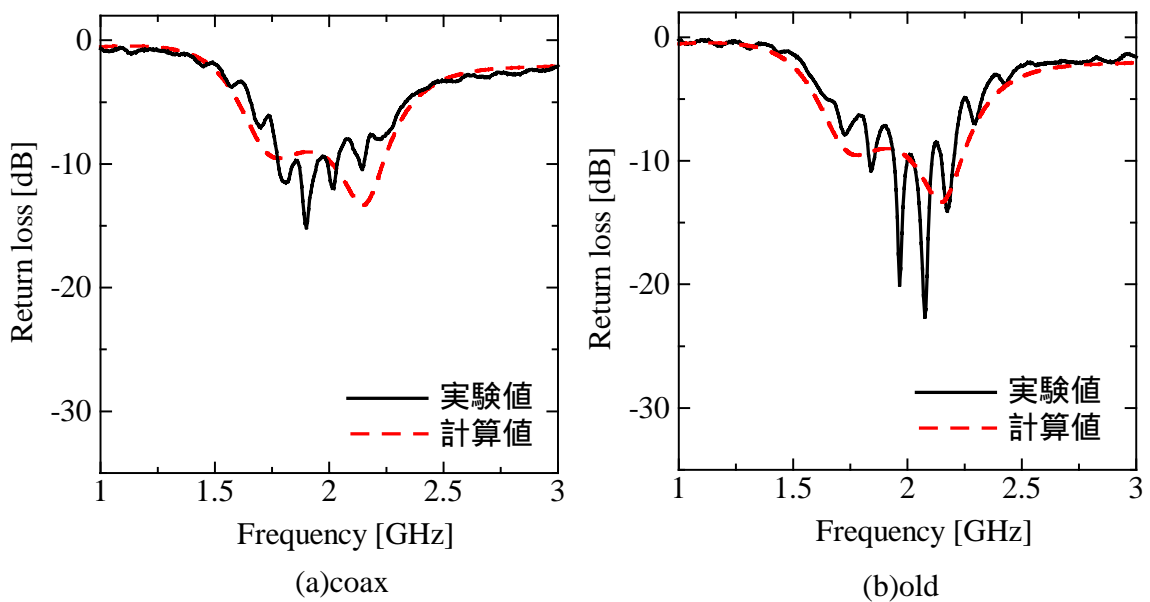 0
-10
-20
-30
Return loss [dB]
実験値
計算値
1
1.5
2
2.5
3
Frequency [GHz]
(a)coax
0
-10
-20
-30
Return loss [dB]
実験値
計算値
1
1.5
2
2.5
3
Frequency [GHz]
(b)old